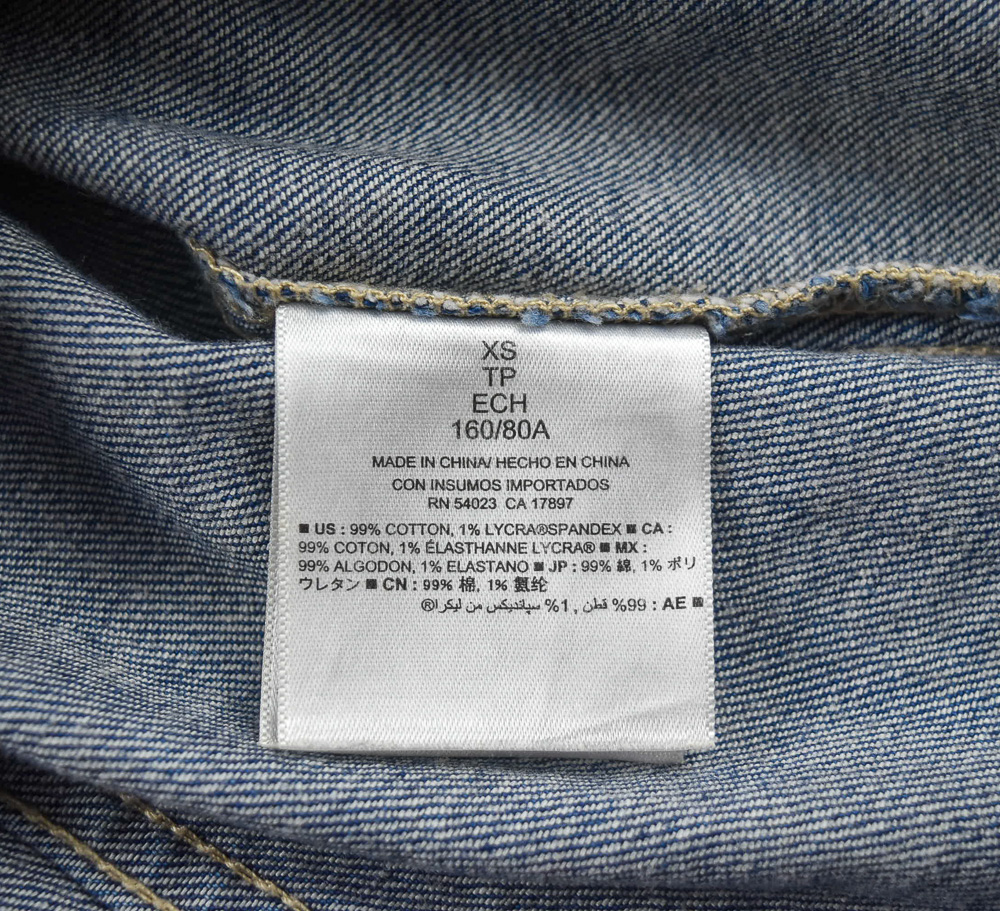 XS
TP
ECH
160/80A
MADE IN CHINA/ HECHO EN CHINA
CON INSUMOS IMPORTADOS
RN 54023 CA 17897
■ US : 99% COTTON, 1% LYCRA®SPANDEX ■ CA :
99% COTON, 1% ÉLASTHANNE LYCRA® ■ MX :
99% ALGODON, 1% ELASTANO ■ JP : 99% 綿, 1% ポリ
ウレタン ■ CN : 99% 棉, 1% 氨纶
■ AE : 99% قطن , 1% سباندیکس من ليكرا®